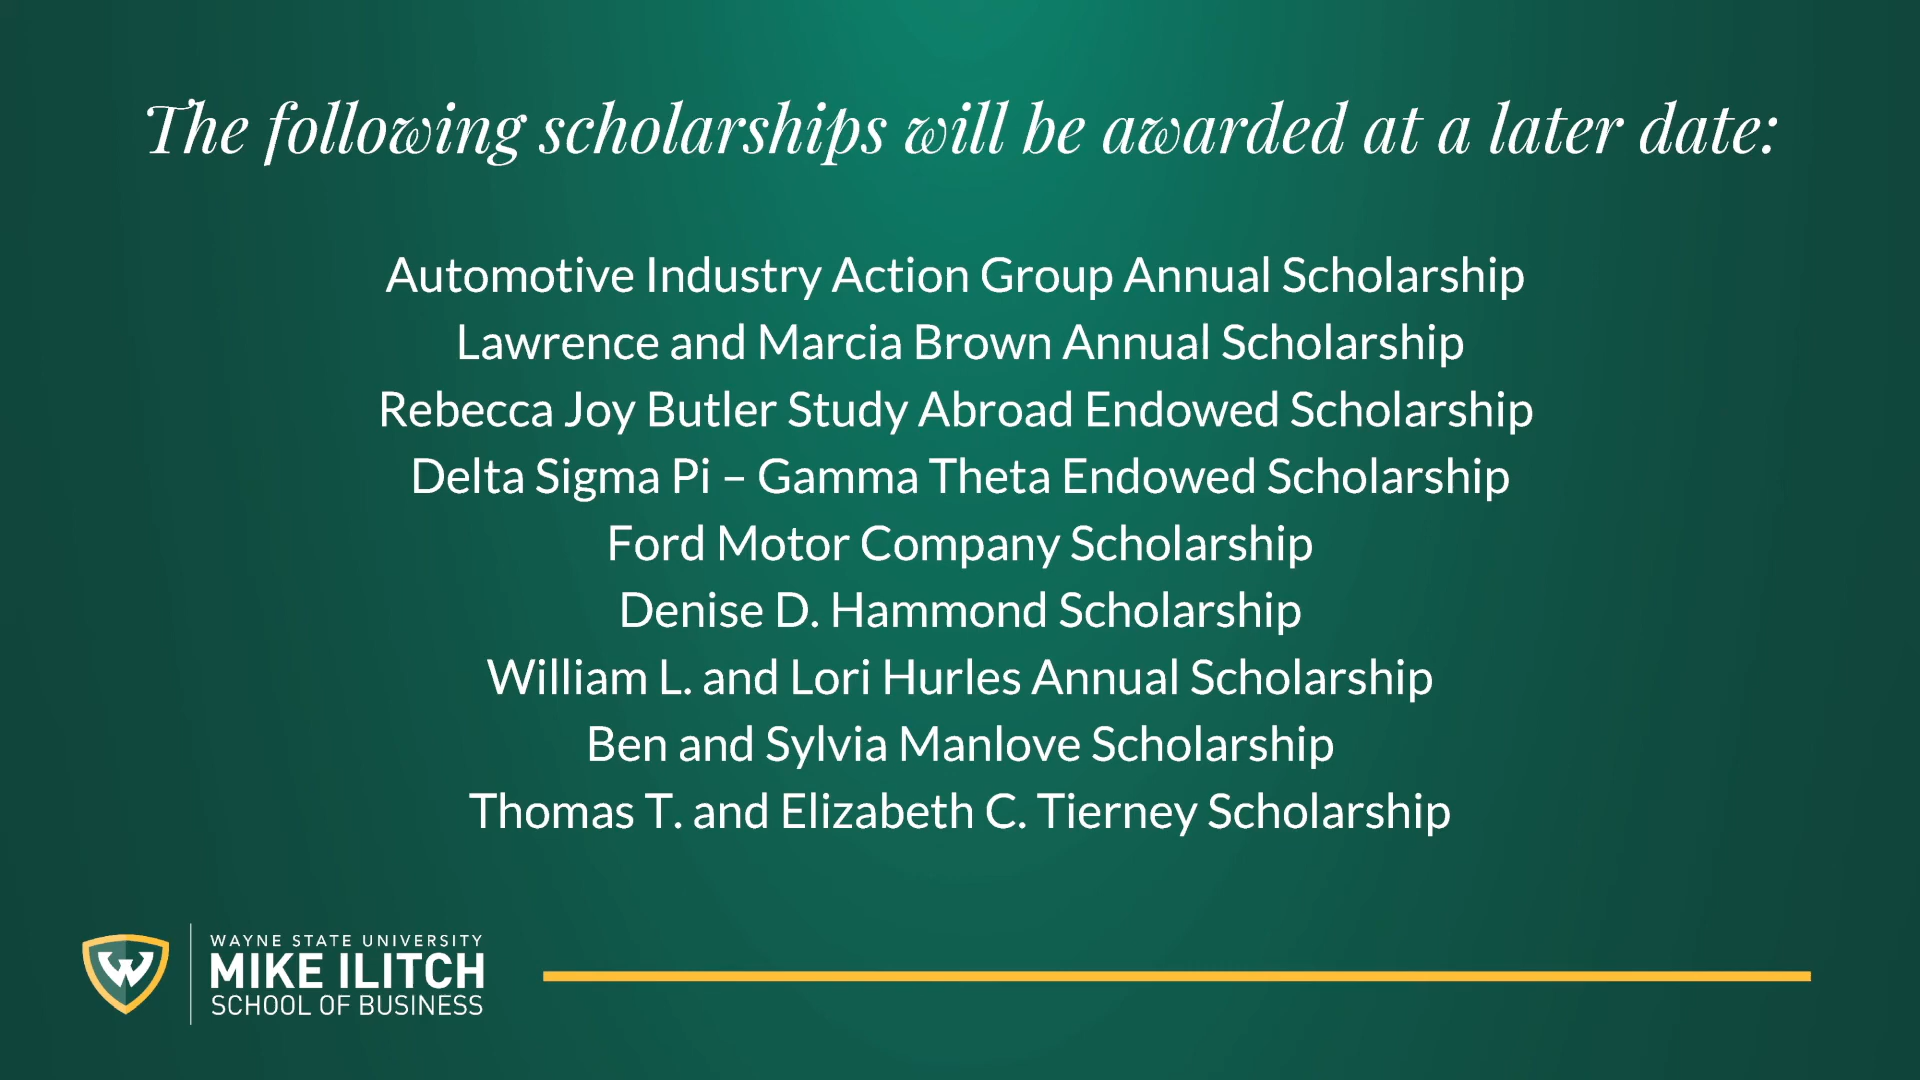 The following scholarships will be awarded at a later date:
Automotive Industry Action Group Annual Scholarship
Lawrence and Marcia Brown Annual Scholarship
Rebecca Joy Butler Study Abroad Endowed Scholarship
Delta Sigma Pi – Gamma Theta Endowed Scholarship
Ford Motor Company Scholarship
Denise D. Hammond Scholarship
William L. and Lori Hurles Annual Scholarship
Ben and Sylvia Manlove Scholarship
Thomas T. and Elizabeth C. Tierney Scholarship
W
WAYNE STATE UNIVERSITY
MIKE ILITCH
SCHOOL OF BUSINESS